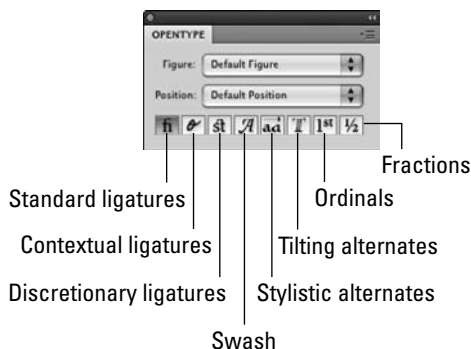 OPENTYPE
Figure: Default Figure
Position: Default Position
fi st A ad T 1st ½
Fractions
Standard ligatures
Ordinals
Contextual ligatures
Tilting alternates
Discretionary ligatures
Stylistic alternates
Swash